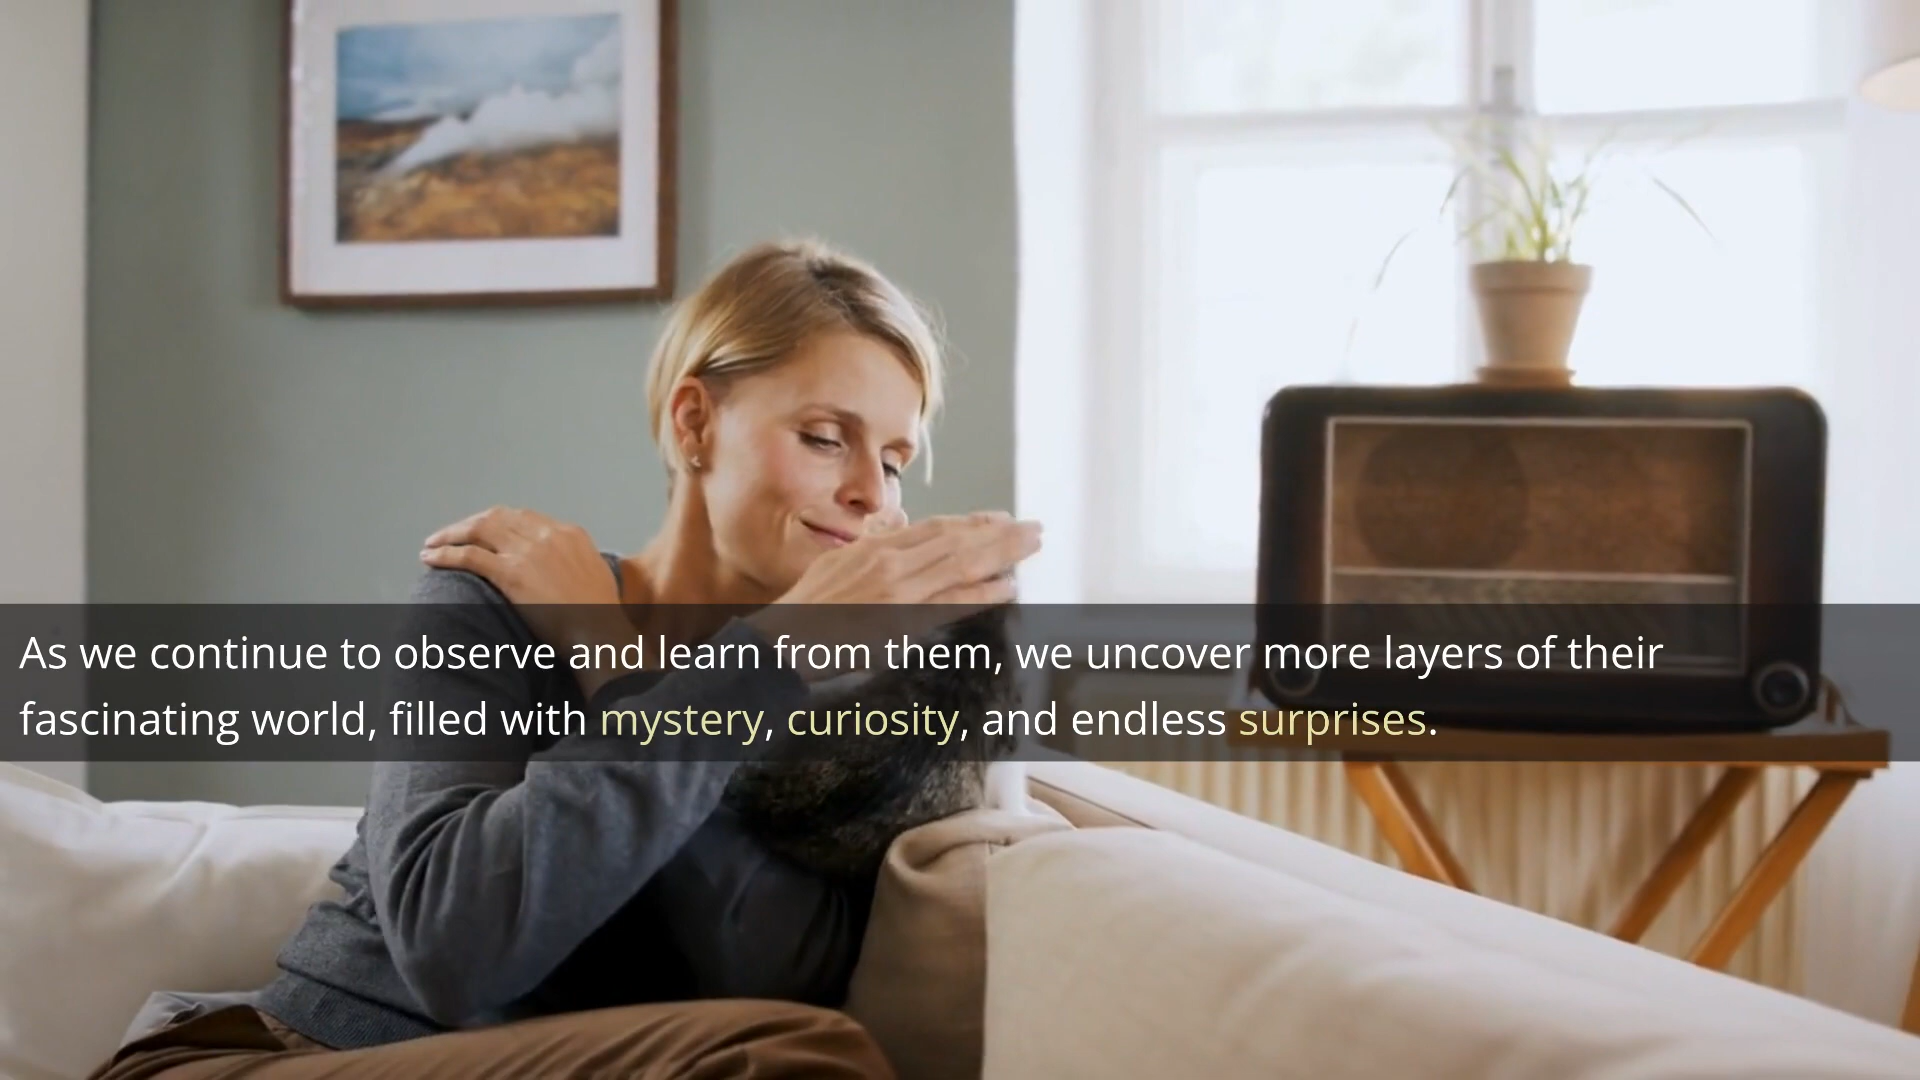 As we continue to observe and learn from them, we uncover more layers of their
fascinating world, filled with mystery, curiosity, and endless surprises.